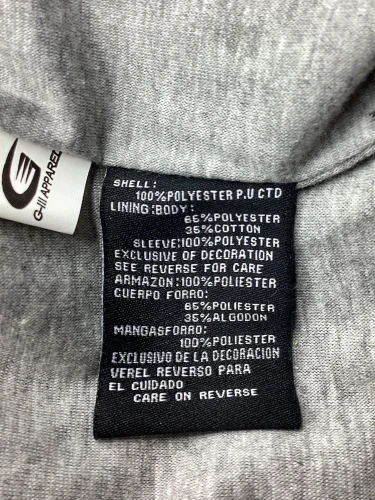 G-III APPAREL
SHELL:
100%POLYESTER P.U CTD
LINING:BODY:
65%POLYESTER
35%COTTON
SLEEVE:100%POLYESTER
EXCLUSIVE OF DECORATION
SEE REVERSE FOR CARE
ARMAZON:100%POLIESTER
CUERPO FORRO:
65%POLIESTER
35%ALGODON
MANGASFORRO:
100%POLIESTER
EXCLUSIVO DE LA DECORACION
VEREL REVERSO PARA
EL CUIDADO
CARE ON REVERSE